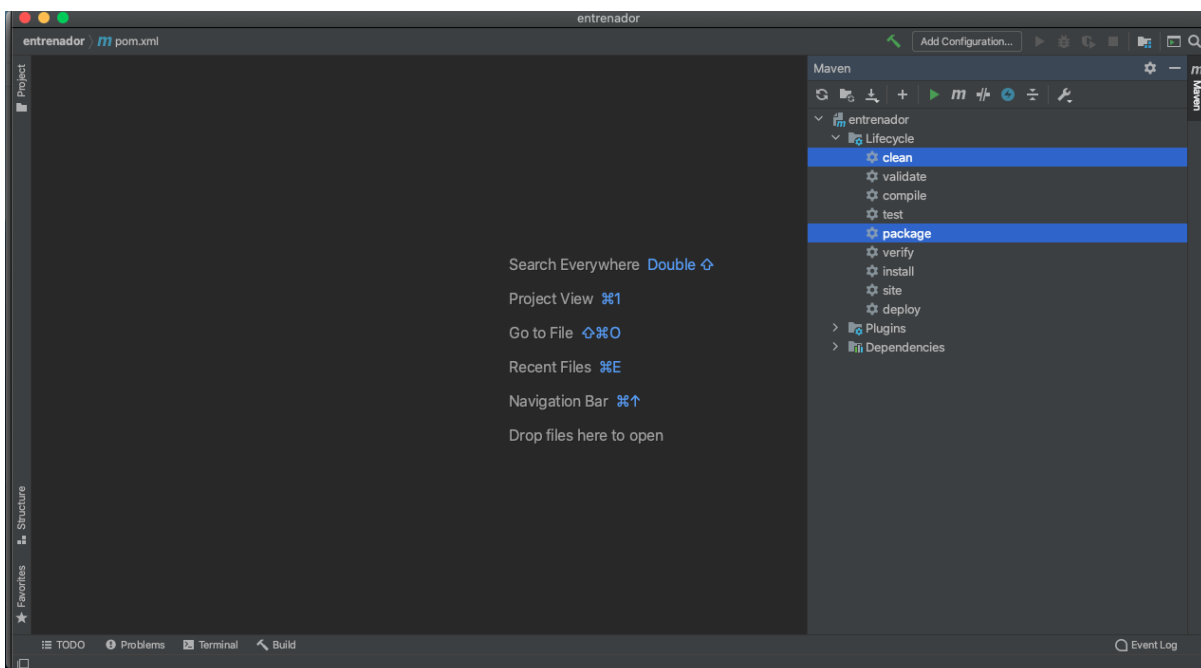 entrenador
entrenador pom.xml
Add Configuration...
Project
Maven
Maven
entrenador
Lifecycle
clean
validate
compile
test
package
verify
install
site
deploy
Plugins
Dependencies
Search Everywhere Double ⇧
Project View ⌘1
Go to File ⇧⌘O
Recent Files ⌘E
Navigation Bar ⌘↑
Drop files here to open
Structure
Favorites
TODO Problems Terminal Build Event Log